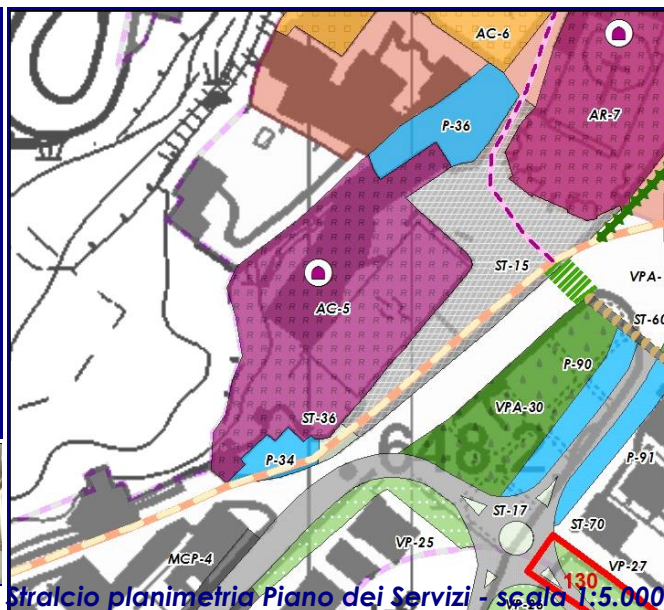 AC-6
P-36
AR-7
ST-15
VPA-
AC-5
ST-60
P-90
VPA-30
ST-36
648.2
P-34
P-91
ST-17
ST-70
MCP-4
VP-25
VP-27
130
Stralcio planimetria Piano dei Servizi - scala 1:5.000